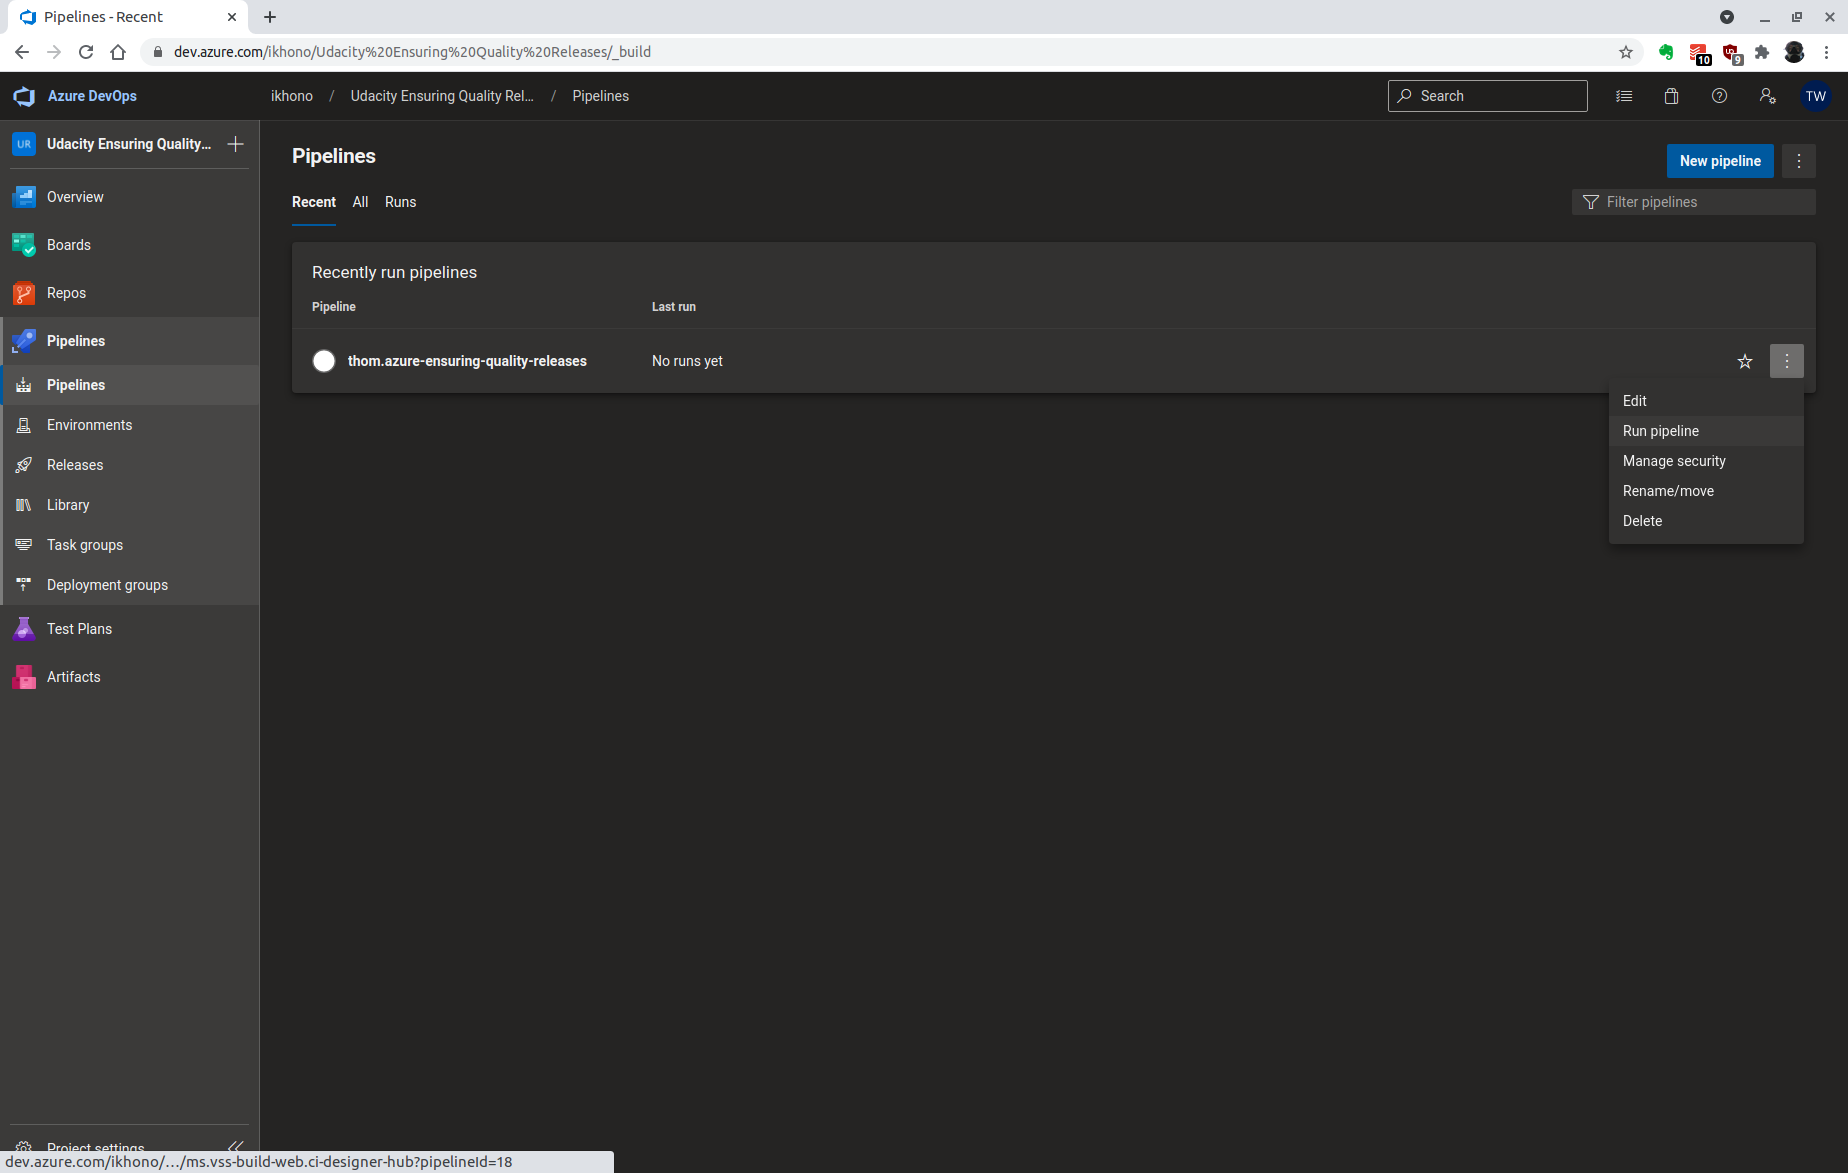 Pipelines - Recent
dev.azure.com/ikhono/Udacity%20Ensuring%20Quality%20Releases/_build
10
9
Azure DevOps
ikhono / Udacity Ensuring Quality Rel... / Pipelines
Search
TW
UR
Udacity Ensuring Quality...
Overview
Boards
Repos
Pipelines
Pipelines
Environments
Releases
Library
Task groups
Deployment groups
Test Plans
Artifacts
Project settings
Pipelines
New pipeline
Recent All Runs
Filter pipelines
Recently run pipelines
Pipeline Last run
thom.azure-ensuring-quality-releases No runs yet
Edit
Run pipeline
Manage security
Rename/move
Delete
dev.azure.com/ikhono/…/ms.vss-build-web.ci-designer-hub?pipelineId=18